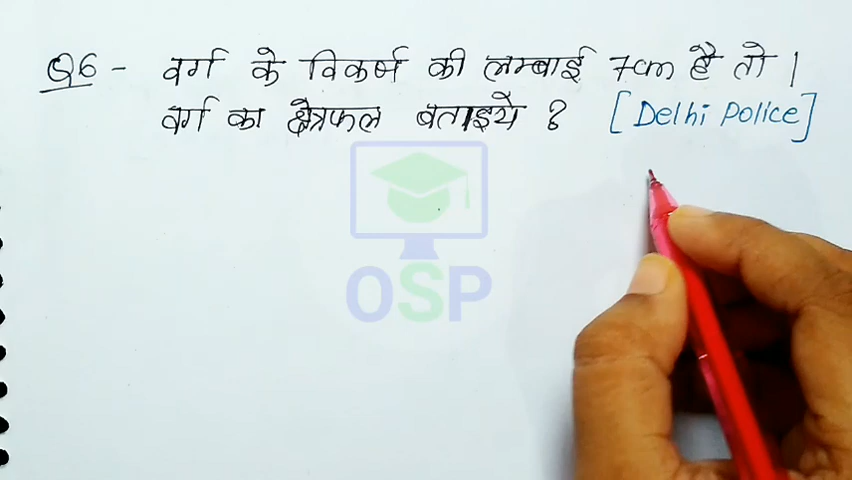 Q6 - वर्ग के विकर्ष की लम्बाई 7cm है तो |
वर्ग का क्षेत्रफल बताइये ? [Delhi Police]
OSP